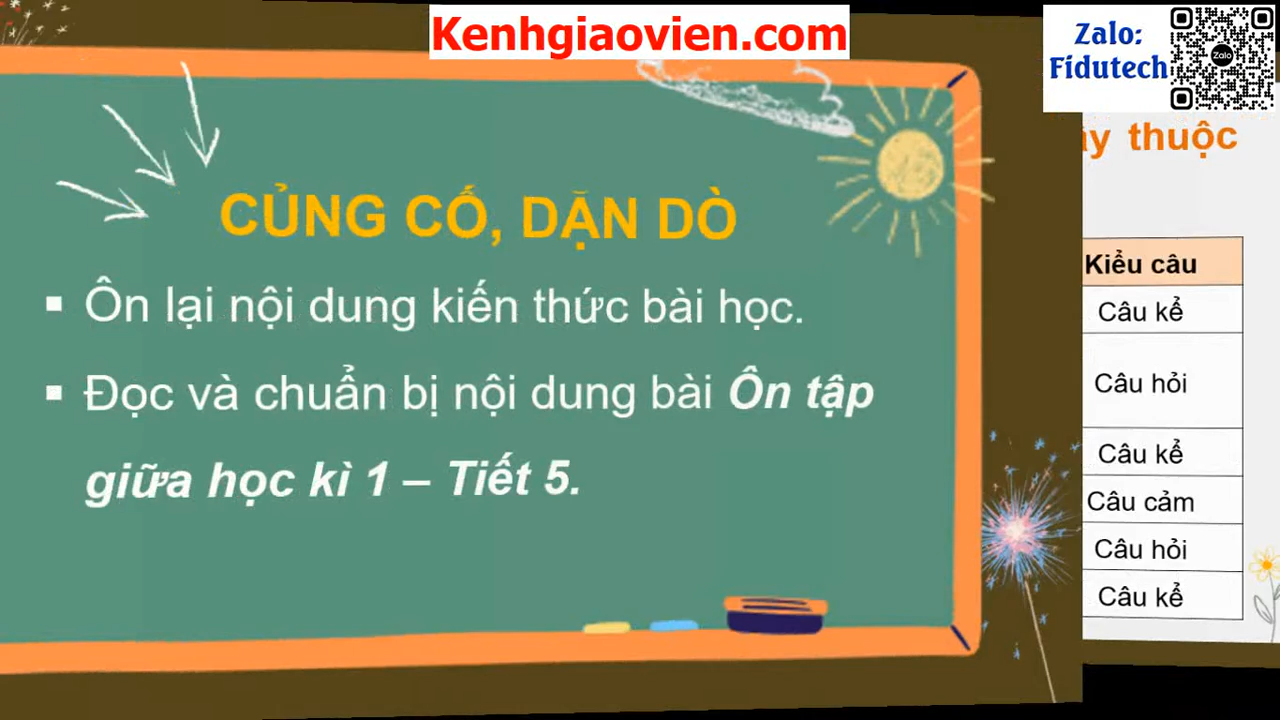 Kenhgiaovien.com
Zalo:
Fidutech
Zalo
thuộc
CỦNG CỐ, DẶN DÒ
▪ Ôn lại nội dung kiến thức bài học.
▪ Đọc và chuẩn bị nội dung bài Ôn tập
giữa học kì 1 – Tiết 5.
Kiểu câu
Câu kể
Câu hỏi
Câu kể
Câu cảm
Câu hỏi
Câu kể